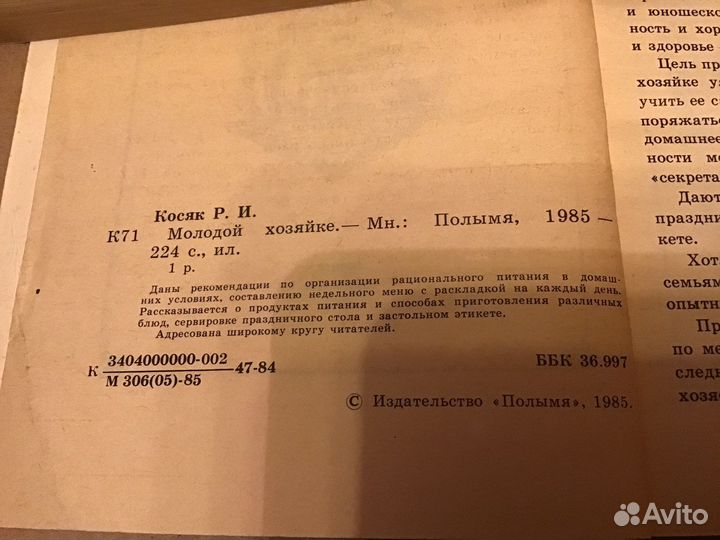 Косяк Р. И.
К71 Молодой хозяйке.— Мн.: Полымя, 1985 —
224 с., ил.
1 р.
Даны рекомендации по организации рационального питания в домаш-
них условиях, составлению недельного меню с раскладкой на каждый день.
Рассказывается о продуктах питания и способах приготовления различных
блюд, сервировке праздничного стола и застольном этикете.
Адресована широкому кругу читателей.
К 3404000000-002 47-84
М 306(05)-85
ББК 36.997
© Издательство «Полымя», 1985.
и юношеско
ность и хор
и здоровье
Цель пр
хозяйке у
учить ее с
поряжать
домашнее
ности ме
«секрета
Дают
праздни
кете.
Хот
семьям
опытн
Пр
по ме
следн
хозя
Avito